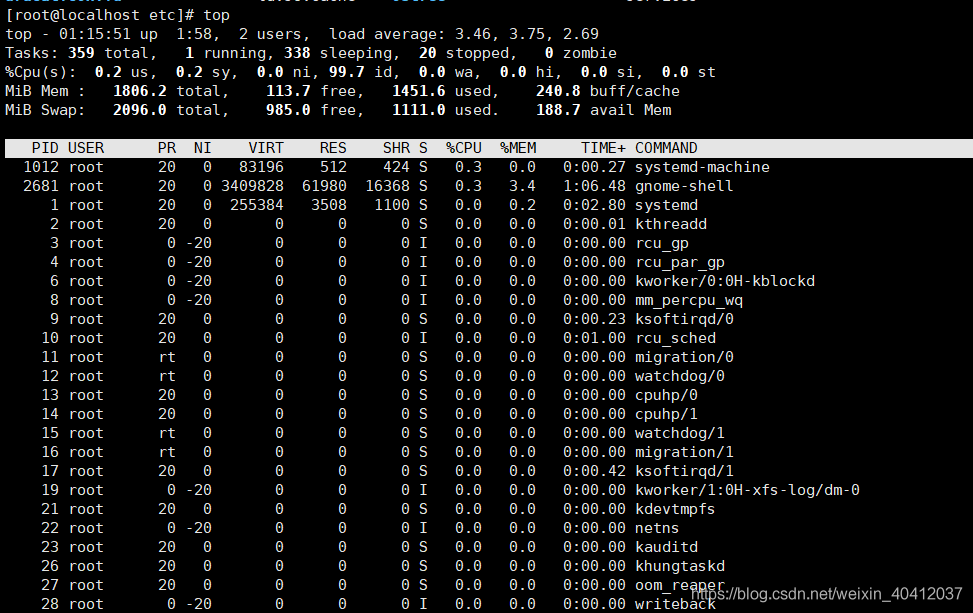 [root@localhost etc]# top
top - 01:15:51 up  1:58,  2 users,  load average: 3.46, 3.75, 2.69
Tasks: 359 total,   1 running, 338 sleeping,  20 stopped,   0 zombie
%Cpu(s):  0.2 us,  0.2 sy,  0.0 ni, 99.7 id,  0.0 wa,  0.0 hi,  0.0 si,  0.0 st
MiB Mem :   1806.2 total,    113.7 free,   1451.6 used,    240.8 buff/cache
MiB Swap:   2096.0 total,    985.0 free,   1111.0 used.    188.7 avail Mem
PID USER      PR  NI    VIRT    RES    SHR S  %CPU  %MEM     TIME+ COMMAND
1012 root      20   0   83196    512    424 S   0.3   0.0   0:00.27 systemd-machine
2681 root      20   0 3409828  61980  16368 S   0.3   3.4   1:06.48 gnome-shell
1 root      20   0  255384   3508   1100 S   0.0   0.2   0:02.80 systemd
2 root      20   0       0      0      0 S   0.0   0.0   0:00.01 kthreadd
3 root       0 -20       0      0      0 I   0.0   0.0   0:00.00 rcu_gp
4 root       0 -20       0      0      0 I   0.0   0.0   0:00.00 rcu_par_gp
6 root       0 -20       0      0      0 I   0.0   0.0   0:00.00 kworker/0:0H-kblockd
8 root       0 -20       0      0      0 I   0.0   0.0   0:00.00 mm_percpu_wq
9 root      20   0       0      0      0 S   0.0   0.0   0:00.23 ksoftirqd/0
10 root      20   0       0      0      0 I   0.0   0.0   0:01.00 rcu_sched
11 root      rt   0       0      0      0 S   0.0   0.0   0:00.00 migration/0
12 root      rt   0       0      0      0 S   0.0   0.0   0:00.00 watchdog/0
13 root      20   0       0      0      0 S   0.0   0.0   0:00.00 cpuhp/0
14 root      20   0       0      0      0 S   0.0   0.0   0:00.00 cpuhp/1
15 root      rt   0       0      0      0 S   0.0   0.0   0:00.00 watchdog/1
16 root      rt   0       0      0      0 S   0.0   0.0   0:00.00 migration/1
17 root      20   0       0      0      0 S   0.0   0.0   0:00.42 ksoftirqd/1
19 root       0 -20       0      0      0 I   0.0   0.0   0:00.00 kworker/1:0H-xfs-log/dm-0
21 root      20   0       0      0      0 S   0.0   0.0   0:00.00 kdevtmpfs
22 root       0 -20       0      0      0 I   0.0   0.0   0:00.00 netns
23 root      20   0       0      0      0 S   0.0   0.0   0:00.00 kauditd
26 root      20   0       0      0      0 S   0.0   0.0   0:00.00 khungtaskd
27 root      20   0       0      0      0 S   0.0   0.0   0:00.00 oom_reaper
28 root       0 -20       0      0      0 I   0.0   0.0   0:00.00 writeback
https://blog.csdn.net/weixin_40412037